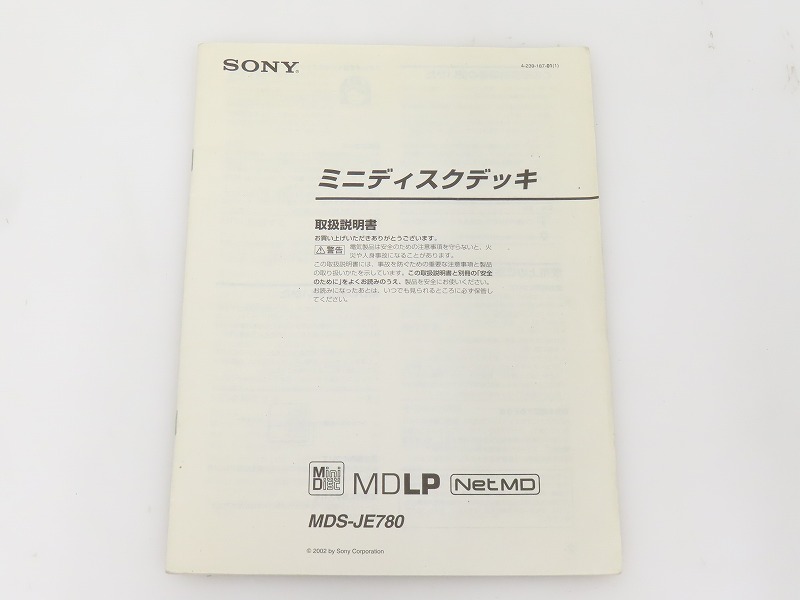 SONY®
4-239-167-01(1)
ミニディスクデッキ
取扱説明書
お買い上げいただきありがとうございます。
⚠警告 電気製品は安全のための注意事項を守らないと、火
災や人身事故になることがあります。
この取扱説明書には、事故を防ぐための重要な注意事項と製品
の取り扱いかたを示しています。この取扱説明書と別冊の「安全
のために」をよくお読みのうえ、製品を安全にお使いください。
お読みになったあとは、いつでも見られるところに必ず保管し
てください。
Mini Disc MDLP Net MD
MDS-JE780
© 2002 by Sony Corporation